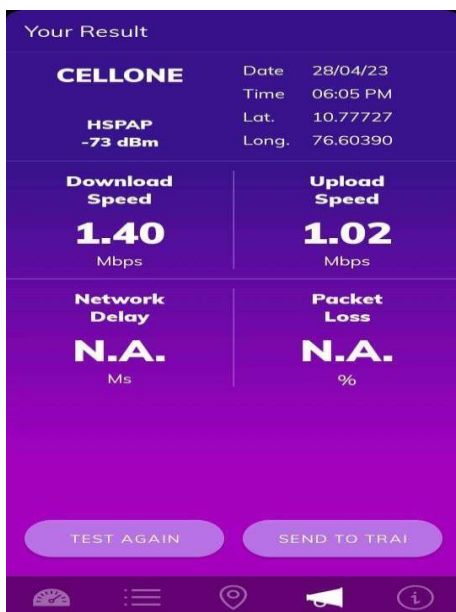 Your Result
CELLONE
HSPAP
-73 dBm
Date 28/04/23
Time 06:05 PM
Lat. 10.77727
Long. 76.60390
Download
Speed
1.40
Mbps
Upload
Speed
1.02
Mbps
Network
Delay
N.A.
Ms
Packet
Loss
N.A.
%
TEST AGAIN
SEND TO TRAI